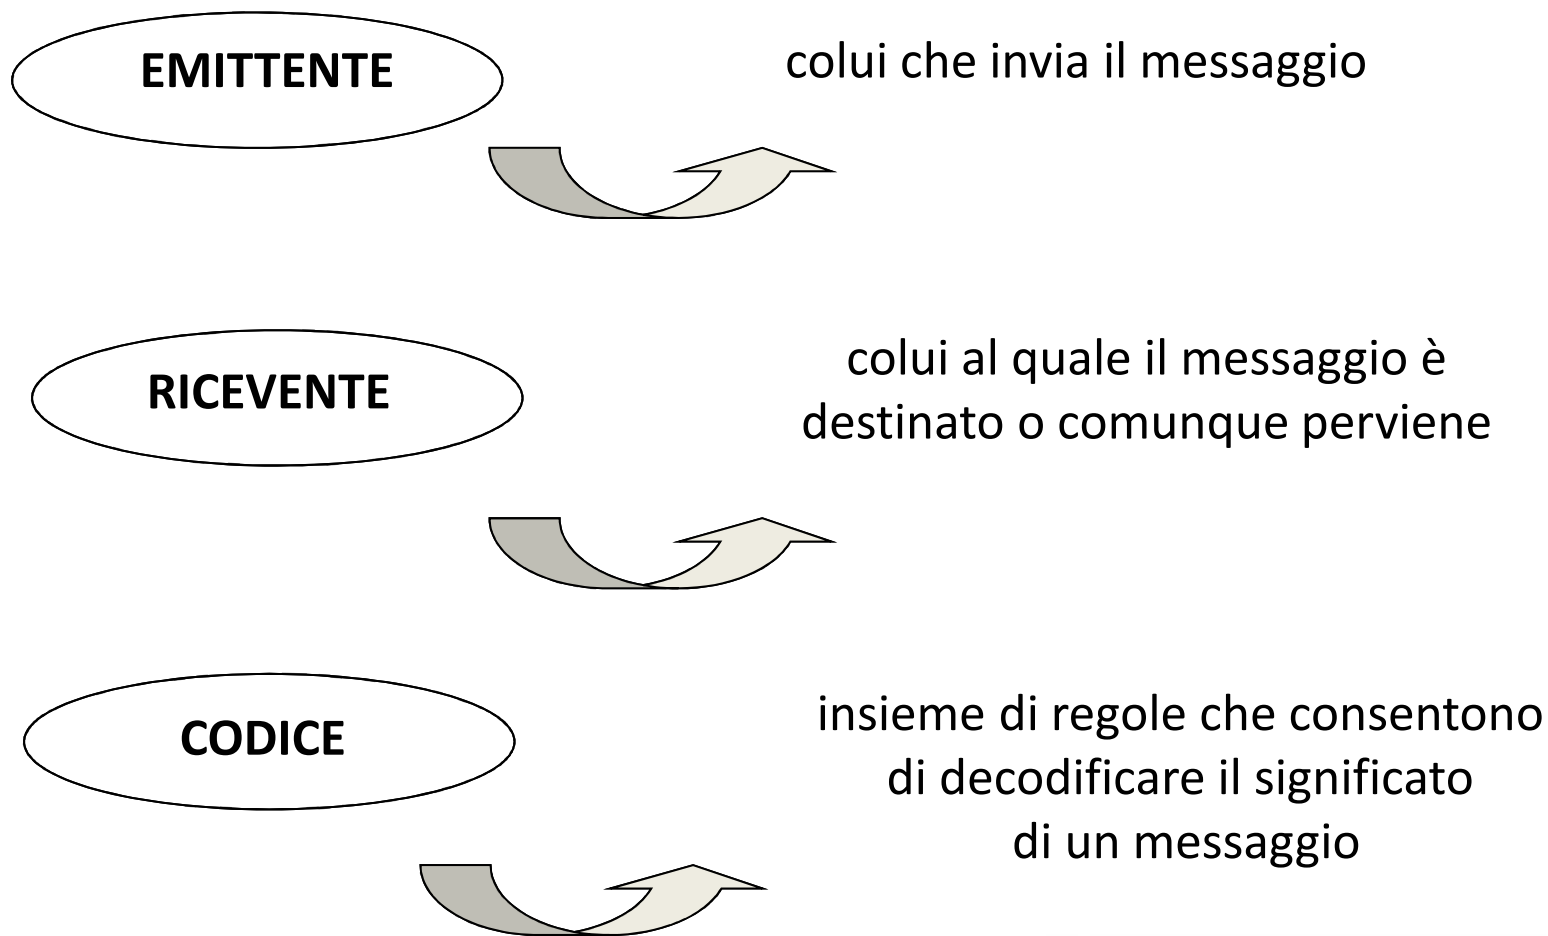 EMITTENTE
colui che invia il messaggio
RICEVENTE
colui al quale il messaggio è
destinato o comunque perviene
CODICE
insieme di regole che consentono
di decodificare il significato
di un messaggio